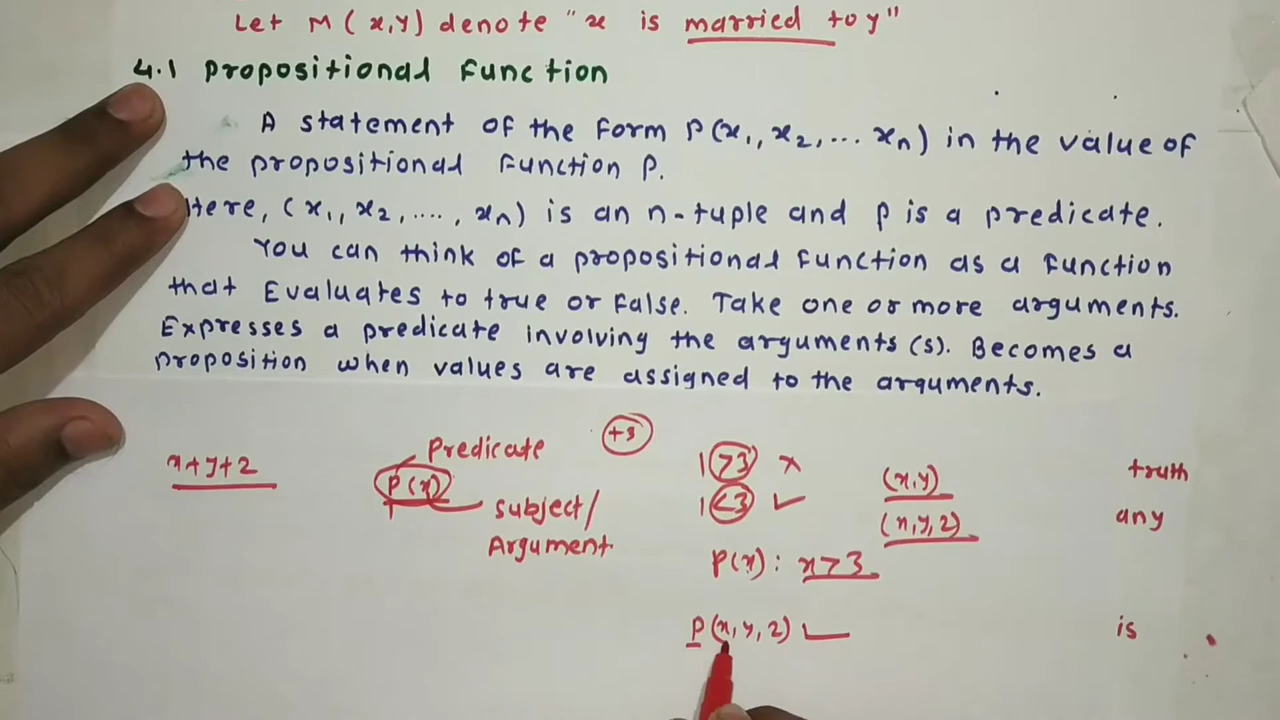 Let M(x,y) denote "x is married to y"
4.1 Propositional Function
A statement of the form P(x₁, x₂, ... xₙ) in the value of
the propositional function P.
Here, (x₁, x₂, ...., xₙ) is an n-tuple and P is a predicate.
You can think of a propositional function as a function
that Evaluates to true or False. Take one or more arguments.
Expresses a predicate involving the arguments(s). Becomes a
proposition when values are assigned to the arguments.
x+y+2
Predicate
P(x)
subject/
Argument
+3
1 >3 ×
1 <3 ✓
P(x): x>3
P(x,y,2)
(x,y)
(x,y,2)
truth
any
is